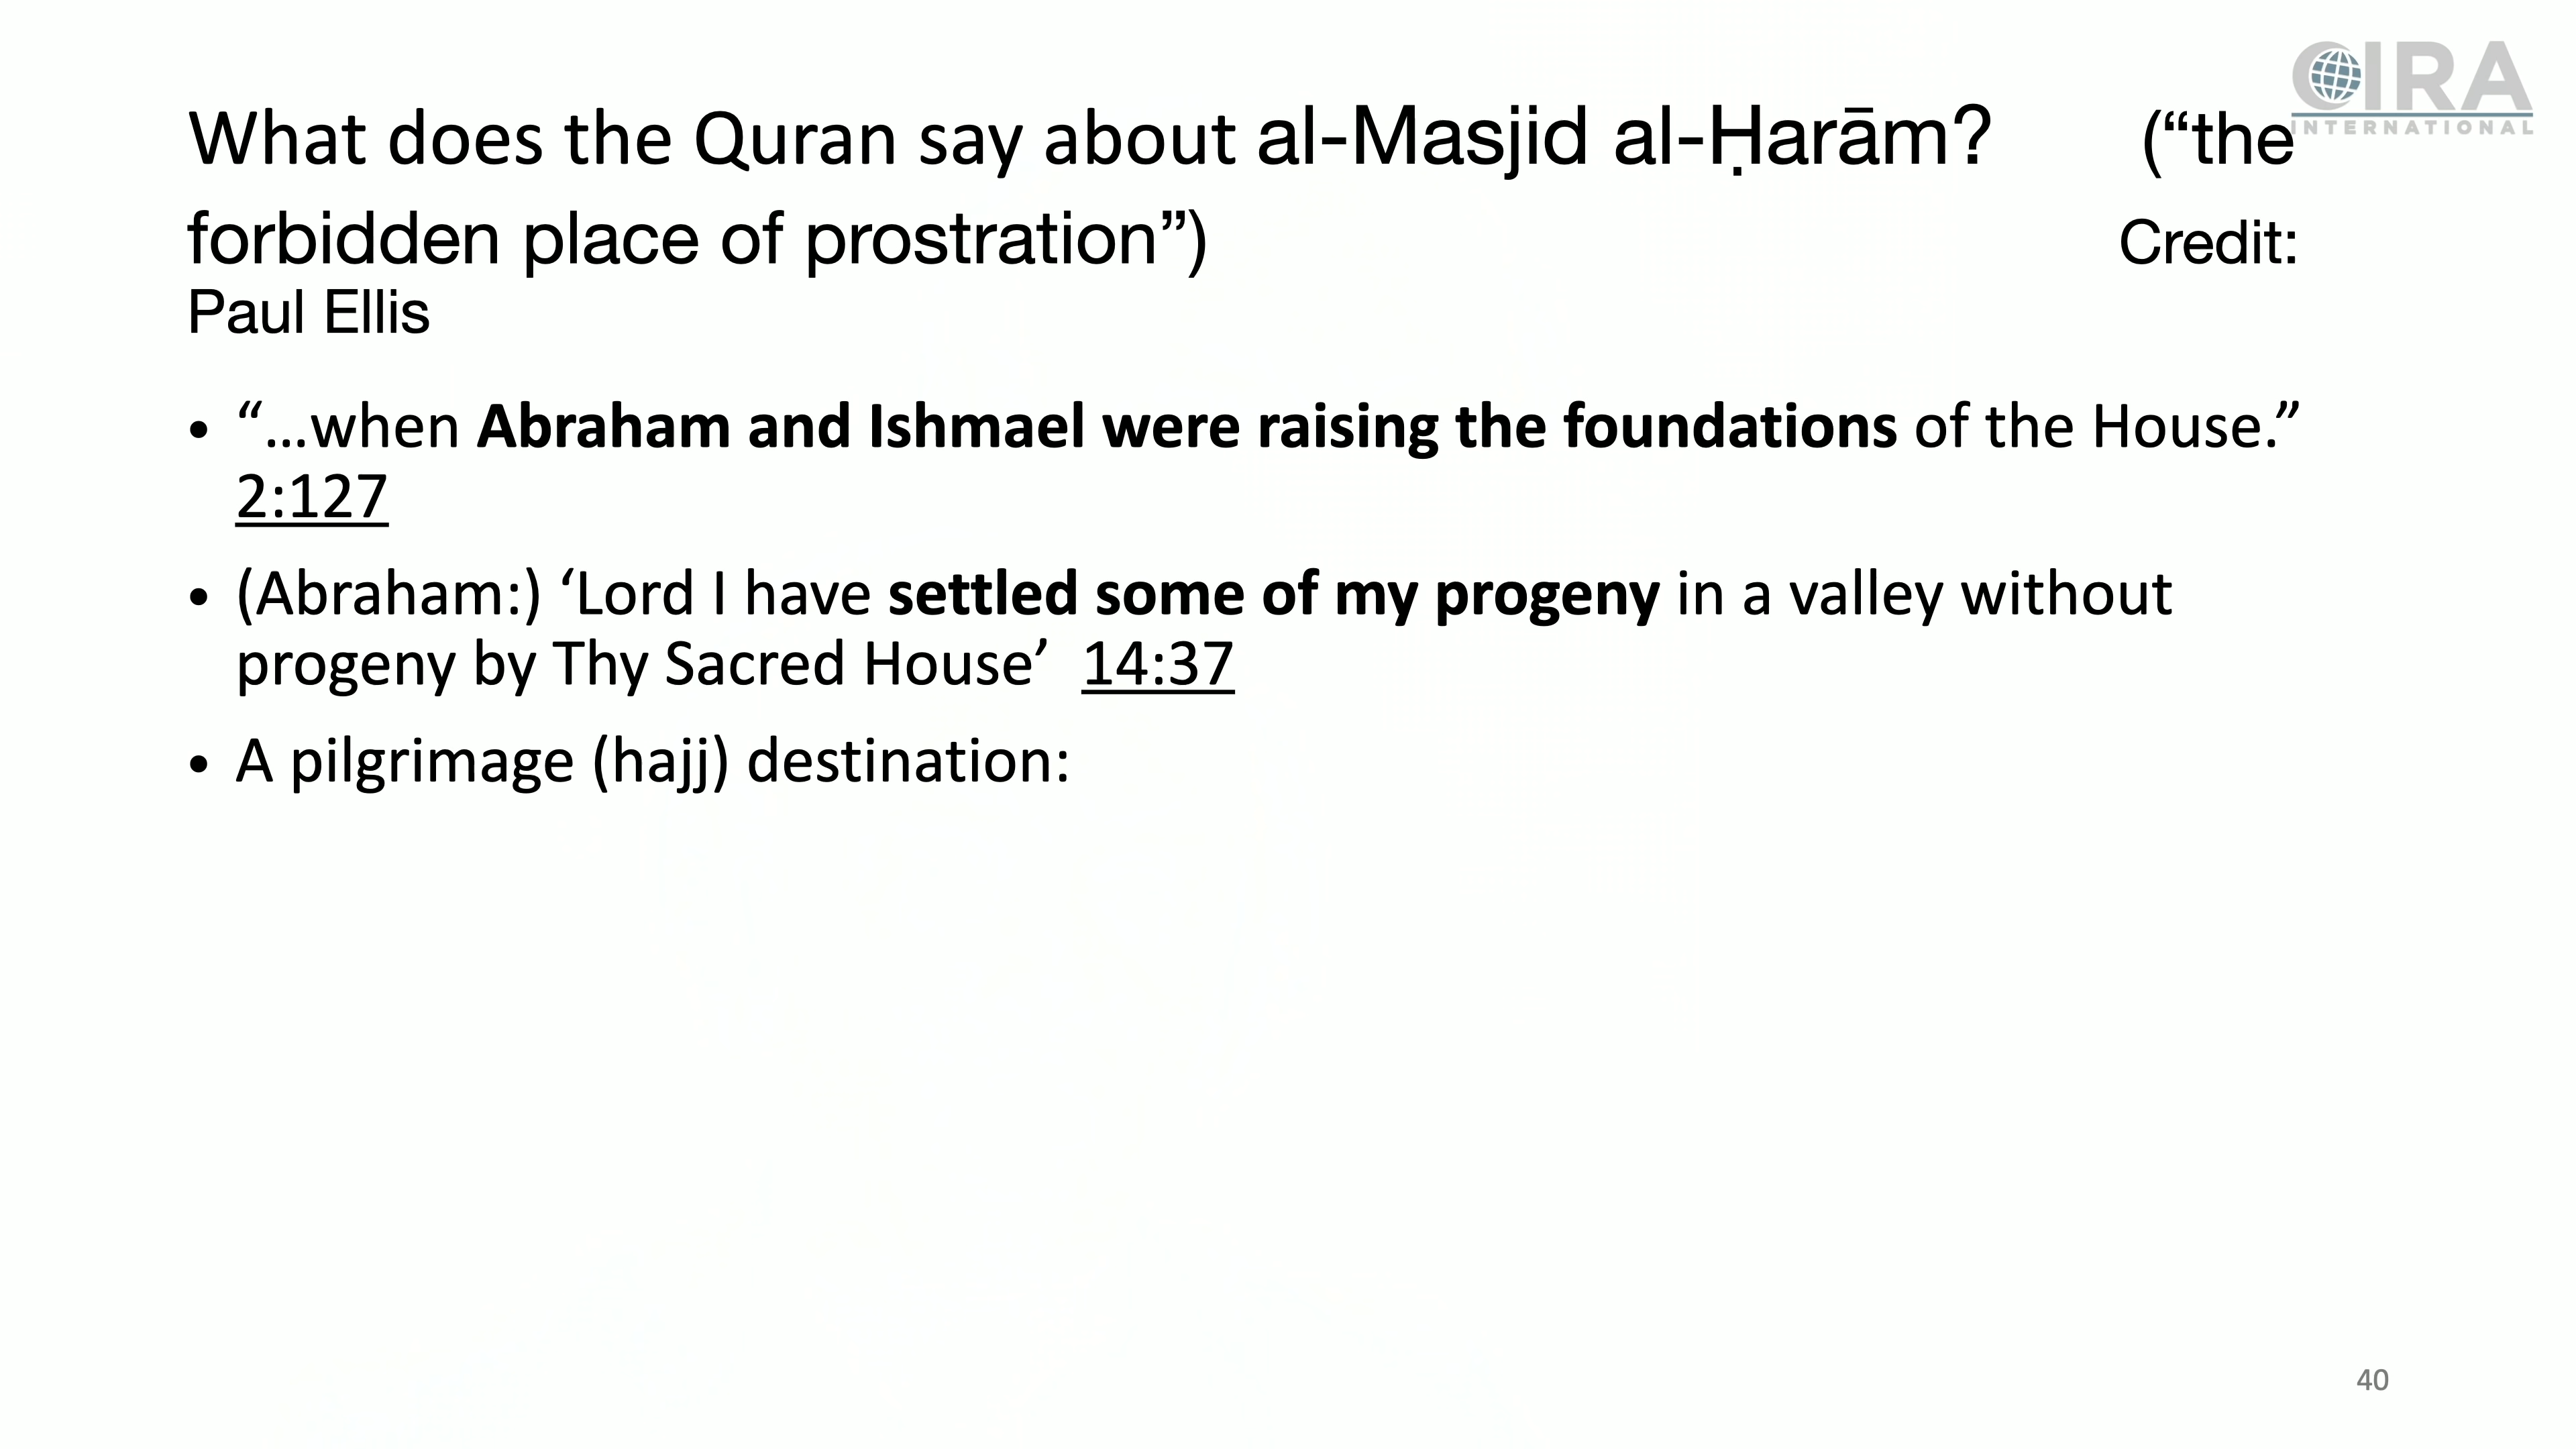 CIRA
INTERNATIONAL
What does the Quran say about al-Masjid al-Ḥarām? (“the
forbidden place of prostration”) Credit:
Paul Ellis
• “…when Abraham and Ishmael were raising the foundations of the House.”
2:127
• (Abraham:) ‘Lord I have settled some of my progeny in a valley without
progeny by Thy Sacred House’ 14:37
• A pilgrimage (hajj) destination:
40